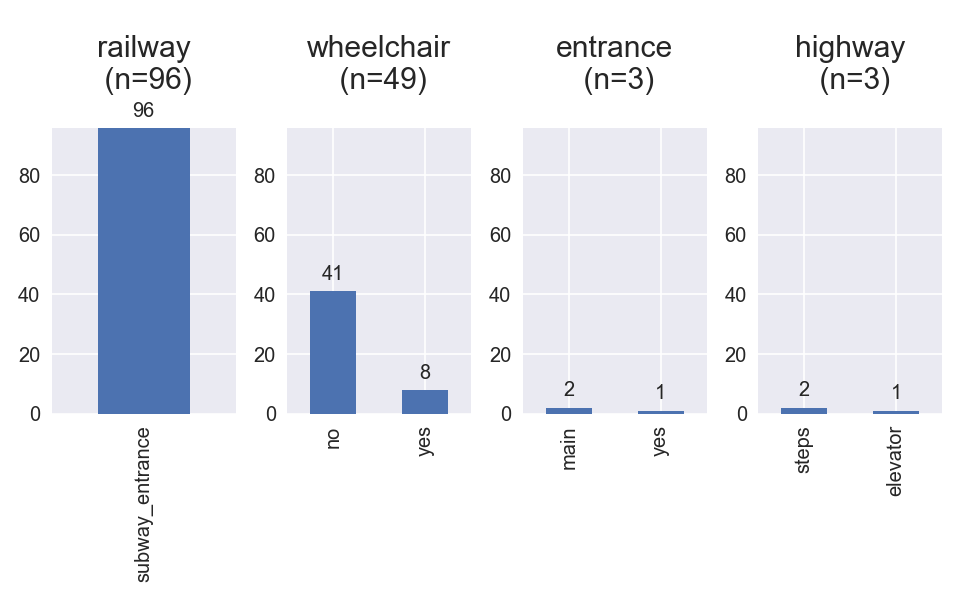 railway
(n=96)
96
80
60
40
20
0
subway_entrance
wheelchair
(n=49)
41
8
80
60
40
20
0
no
yes
entrance
(n=3)
2
1
80
60
40
20
0
main
yes
highway
(n=3)
2
1
80
60
40
20
0
steps
elevator